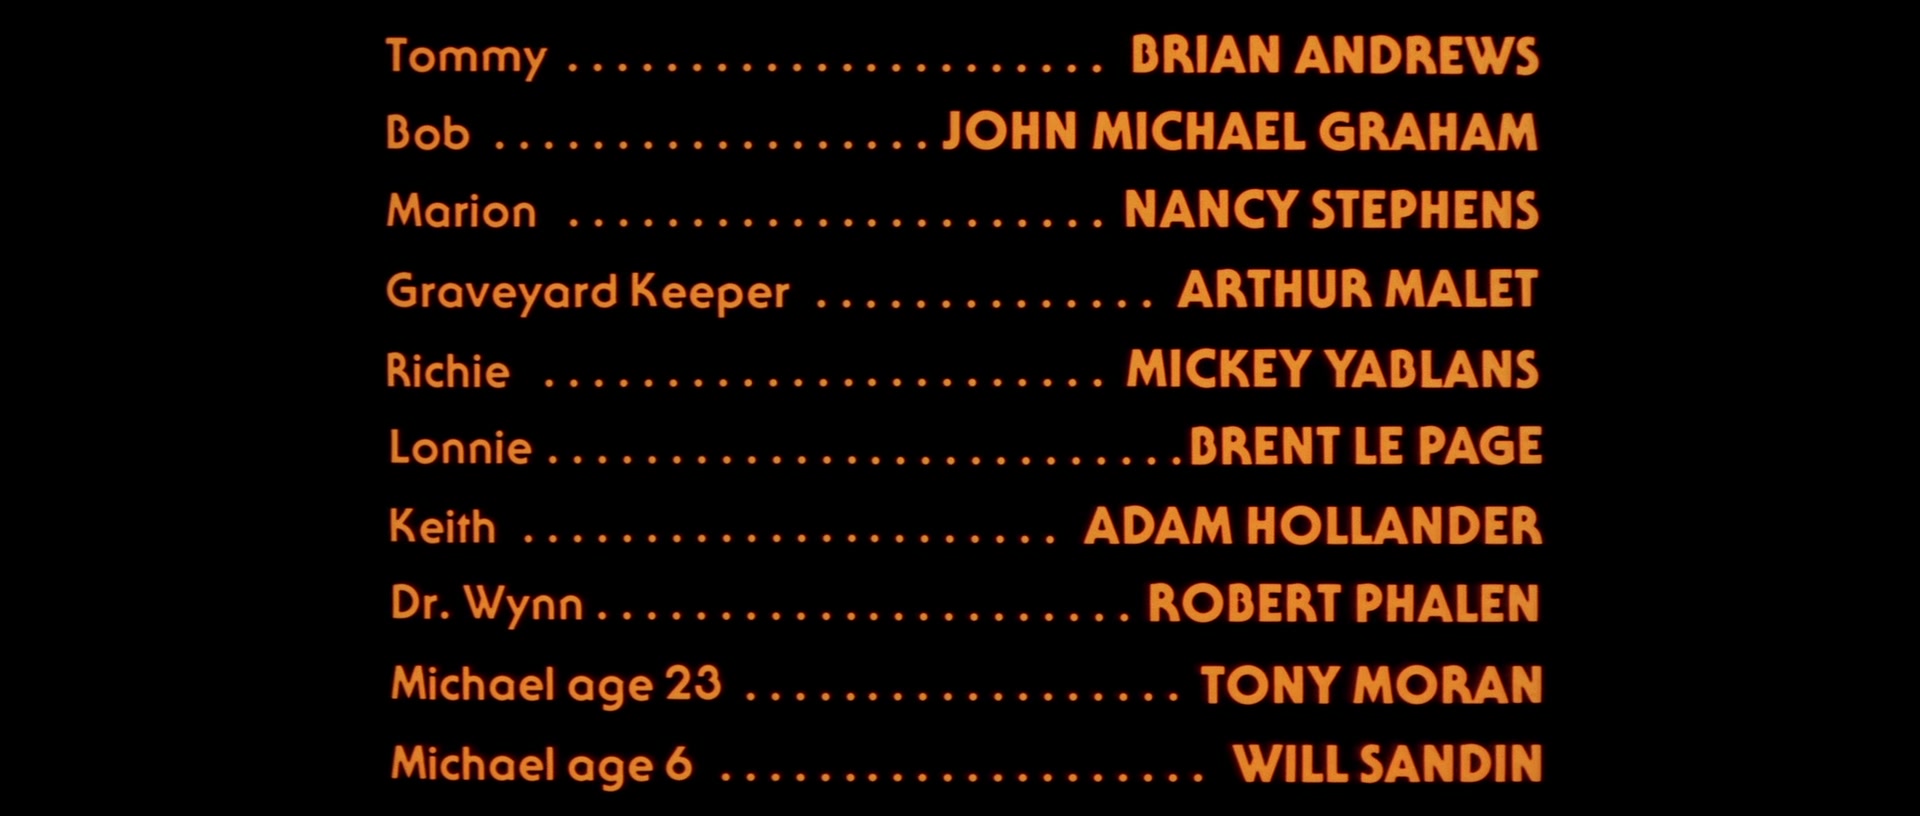 Tommy ...................... BRIAN ANDREWS
Bob .................. JOHN MICHAEL GRAHAM
Marion ...................... NANCY STEPHENS
Graveyard Keeper .............. ARTHUR MALET
Richie ....................... MICKEY YABLANS
Lonnie .......................... BRENT LE PAGE
Keith ...................... ADAM HOLLANDER
Dr. Wynn ...................... ROBERT PHALEN
Michael age 23 .................. TONY MORAN
Michael age 6 .................... WILL SANDIN